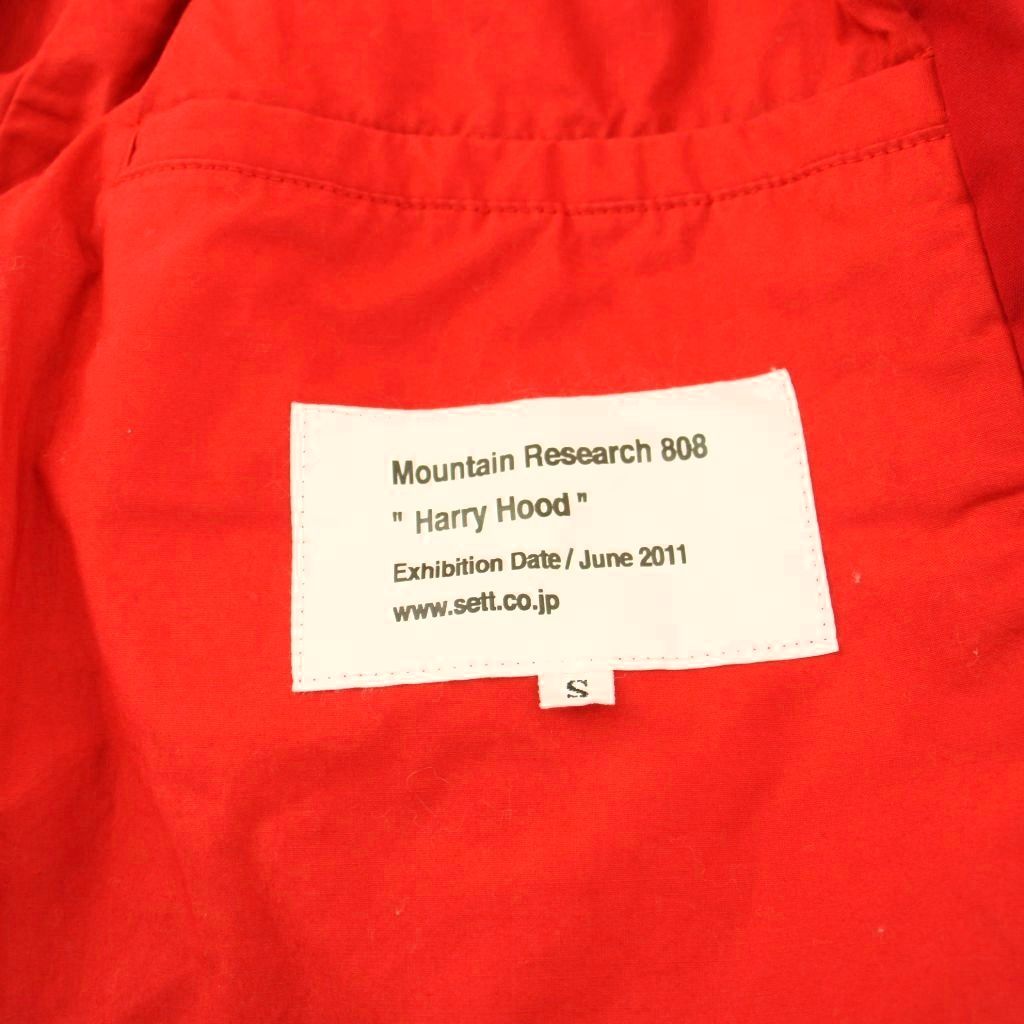 Mountain Research 808
" Harry Hood "
Exhibition Date / June 2011
www.sett.co.jp
S